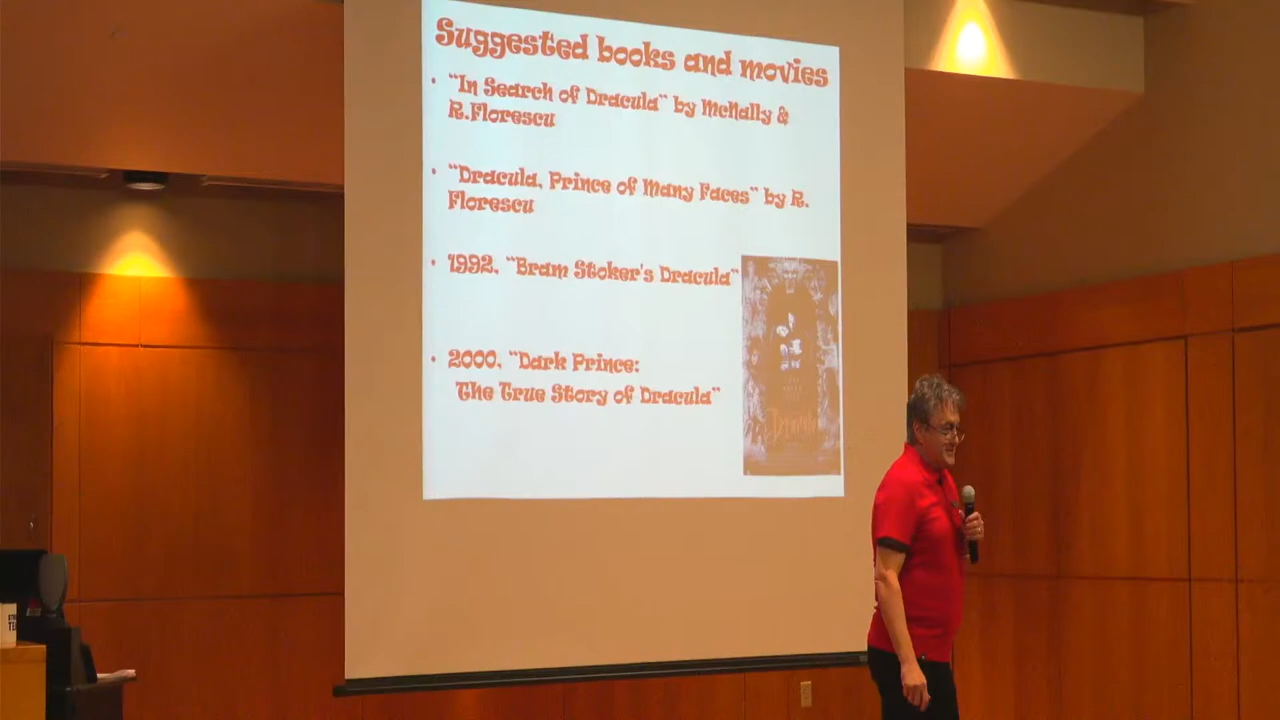 Suggested books and movies
• "In Search of Dracula" by McNally &
R.Florescu
• "Dracula, Prince of Many Faces" by R.
Florescu
• 1992, "Bram Stoker's Dracula"
• 2000, "Dark Prince:
The True Story of Dracula"
Dracula